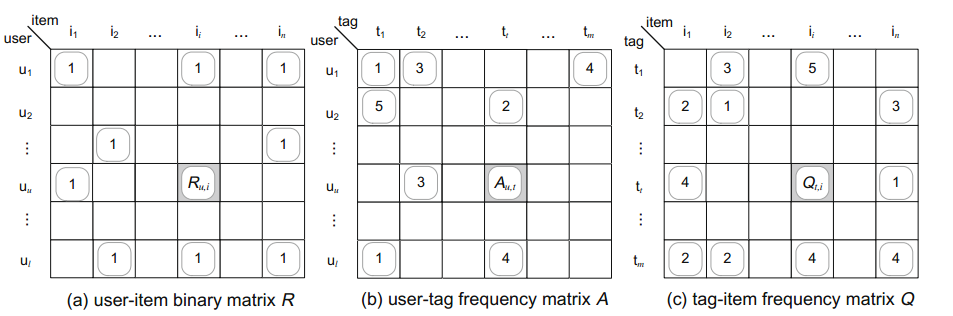 item
user i₁ i₂ ... iᵢ ... iₙ
u₁ 1 1 1
u₂
⋮ 1 1
uᵤ 1 Rᵤ,ᵢ
⋮
uₗ 1 1 1
(a) user-item binary matrix R
tag
user t₁ t₂ ... tₜ ... tₘ
u₁ 1 3 4
u₂ 5 2
⋮
uᵤ 3 Aᵤ,ₜ
⋮
uₗ 1 4
(b) user-tag frequency matrix A
item
tag i₁ i₂ ... iᵢ ... iₙ
t₁ 3 5
t₂ 2 1 3
⋮
tₜ 4 Qₜ,ᵢ 1
⋮
tₘ 2 2 4 4
(c) tag-item frequency matrix Q